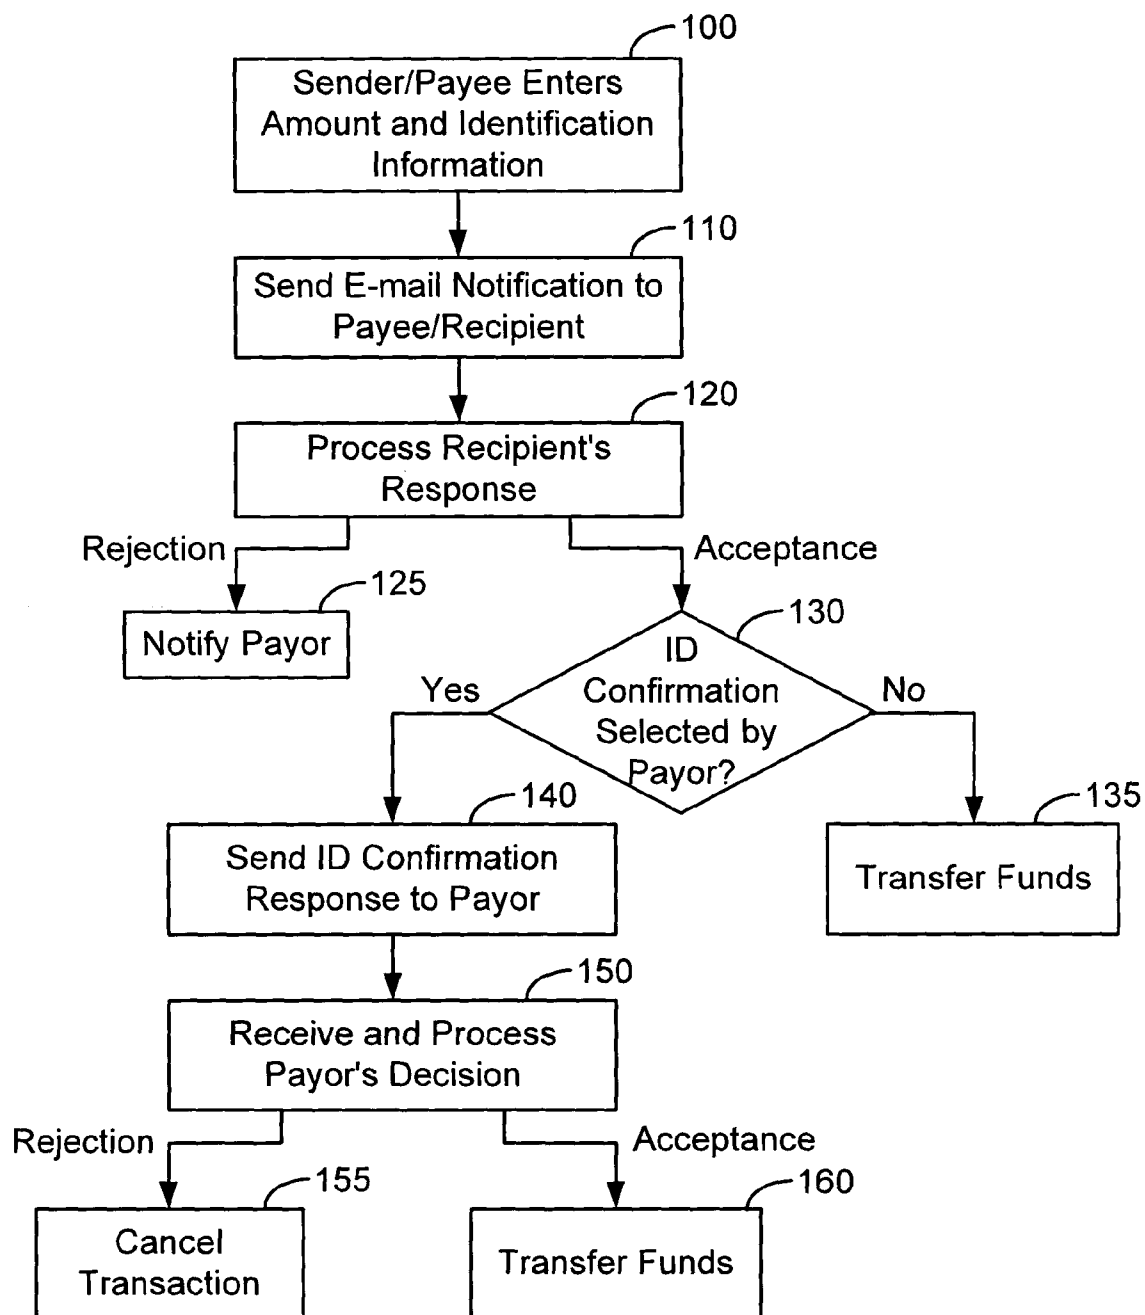 100
Sender/Payee Enters
Amount and Identification
Information
110
Send E-mail Notification to
Payee/Recipient
120
Process Recipient's
Response
Rejection
Acceptance
125
Notify Payor
130
ID
Confirmation
Selected by
Payor?
Yes
No
140
Send ID Confirmation
Response to Payor
135
Transfer Funds
150
Receive and Process
Payor's Decision
Rejection
Acceptance
155
Cancel
Transaction
160
Transfer Funds